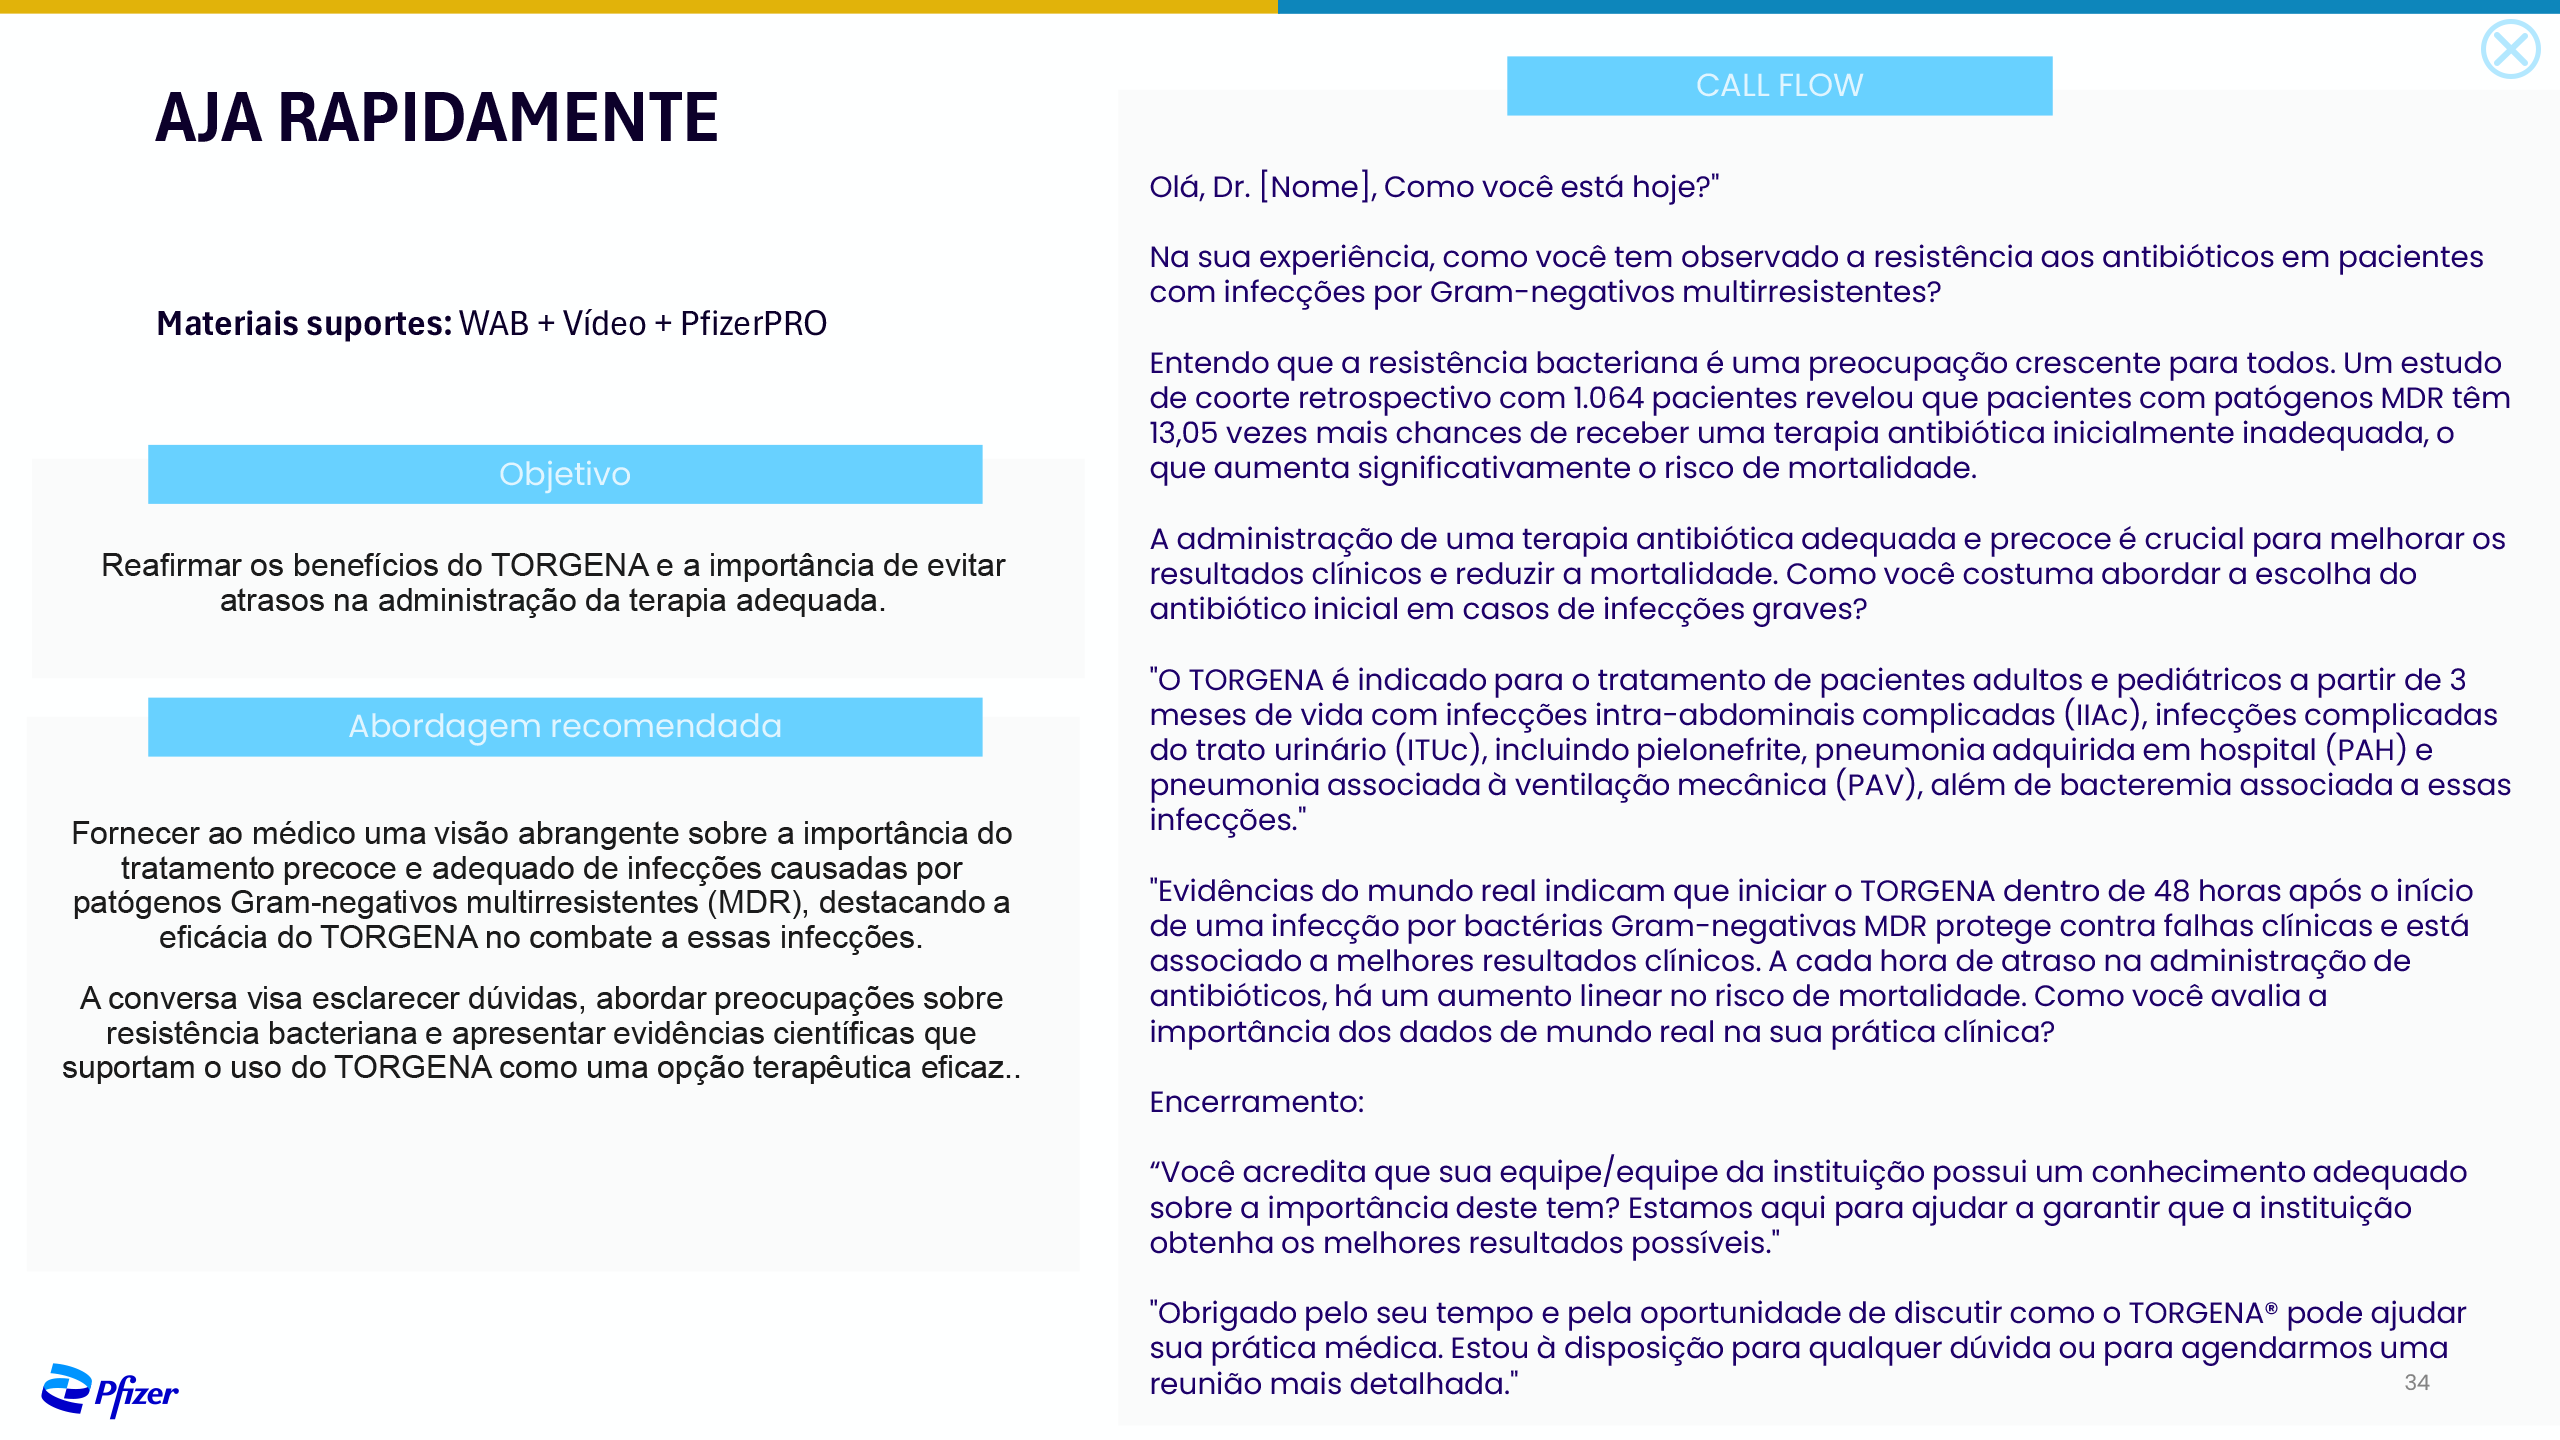 AJA RAPIDAMENTE
Materiais suportes: WAB + Vídeo + PfizerPRO
Objetivo
Reafirmar os benefícios do TORGENA e a importância de evitar
atrasos na administração da terapia adequada.
Abordagem recomendada
Fornecer ao médico uma visão abrangente sobre a importância do
tratamento precoce e adequado de infecções causadas por
patógenos Gram-negativos multirresistentes (MDR), destacando a
eficácia do TORGENA no combate a essas infecções.
A conversa visa esclarecer dúvidas, abordar preocupações sobre
resistência bacteriana e apresentar evidências científicas que
suportam o uso do TORGENA como uma opção terapêutica eficaz..
Pfizer
CALL FLOW
Olá, Dr. [Nome], Como você está hoje?"
Na sua experiência, como você tem observado a resistência aos antibióticos em pacientes
com infecções por Gram-negativos multirresistentes?
Entendo que a resistência bacteriana é uma preocupação crescente para todos. Um estudo
de coorte retrospectivo com 1.064 pacientes revelou que pacientes com patógenos MDR têm
13,05 vezes mais chances de receber uma terapia antibiótica inicialmente inadequada, o
que aumenta significativamente o risco de mortalidade.
A administração de uma terapia antibiótica adequada e precoce é crucial para melhorar os
resultados clínicos e reduzir a mortalidade. Como você costuma abordar a escolha do
antibiótico inicial em casos de infecções graves?
"O TORGENA é indicado para o tratamento de pacientes adultos e pediátricos a partir de 3
meses de vida com infecções intra-abdominais complicadas (IIAc), infecções complicadas
do trato urinário (ITUc), incluindo pielonefrite, pneumonia adquirida em hospital (PAH) e
pneumonia associada à ventilação mecânica (PAV), além de bacteremia associada a essas
infecções."
"Evidências do mundo real indicam que iniciar o TORGENA dentro de 48 horas após o início
de uma infecção por bactérias Gram-negativas MDR protege contra falhas clínicas e está
associado a melhores resultados clínicos. A cada hora de atraso na administração de
antibióticos, há um aumento linear no risco de mortalidade. Como você avalia a
importância dos dados de mundo real na sua prática clínica?
Encerramento:
“Você acredita que sua equipe/equipe da instituição possui um conhecimento adequado
sobre a importância deste tem? Estamos aqui para ajudar a garantir que a instituição
obtenha os melhores resultados possíveis."
"Obrigado pelo seu tempo e pela oportunidade de discutir como o TORGENA® pode ajudar
sua prática médica. Estou à disposição para qualquer dúvida ou para agendarmos uma
reunião mais detalhada."
34